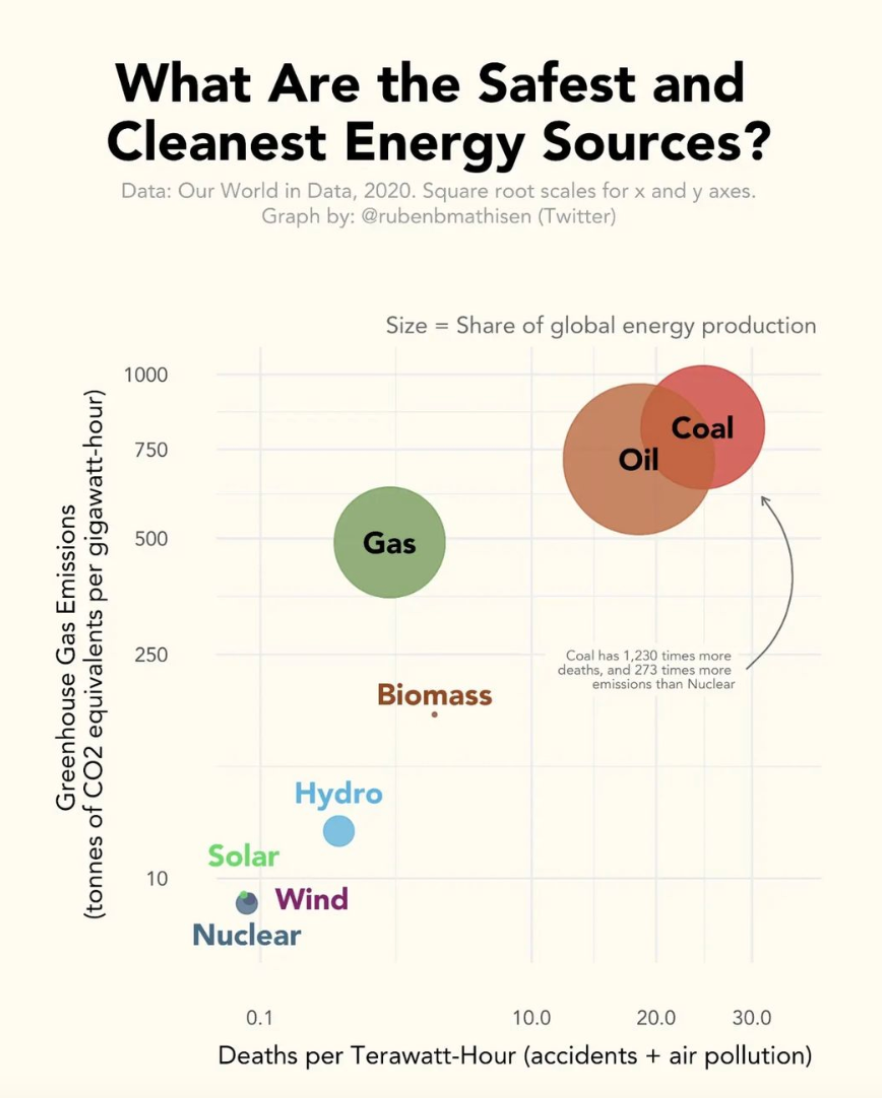 What Are the Safest and
Cleanest Energy Sources?
Data: Our World in Data, 2020. Square root scales for x and y axes.
Graph by: @rubenbmathisen (Twitter)
Size = Share of global energy production
Greenhouse Gas Emissions
(tonnes of CO2 equivalents per gigawatt-hour)
1000
750
500
250
10
Coal
Oil
Gas
Coal has 1,230 times more
deaths, and 273 times more
emissions than Nuclear
Biomass
Hydro
Solar
Wind
Nuclear
0.1
10.0
20.0
30.0
Deaths per Terawatt-Hour (accidents + air pollution)